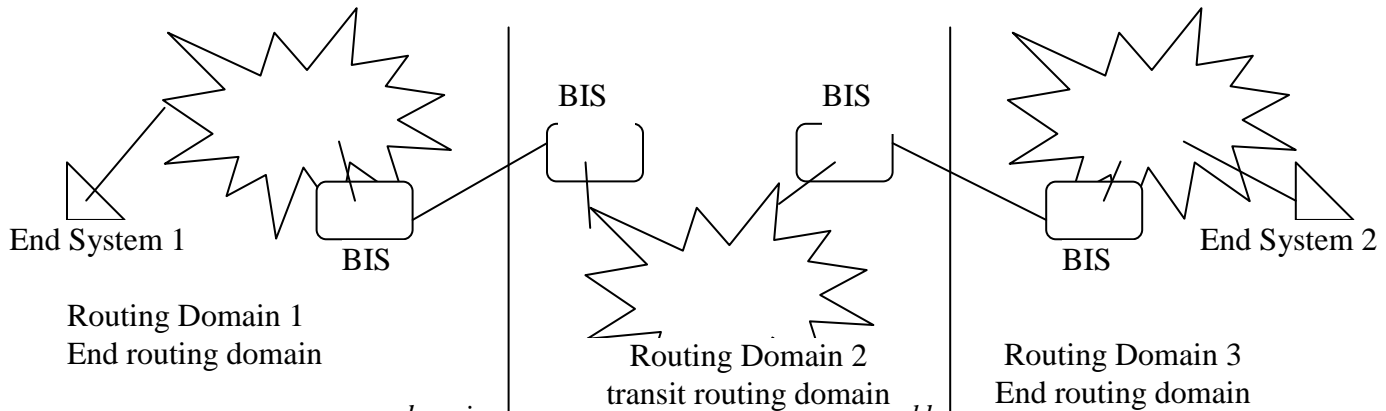 BIS
BIS
End System 1
BIS
BIS
End System 2
Routing Domain 1
End routing domain
Routing Domain 2
transit routing domain
Routing Domain 3
End routing domain